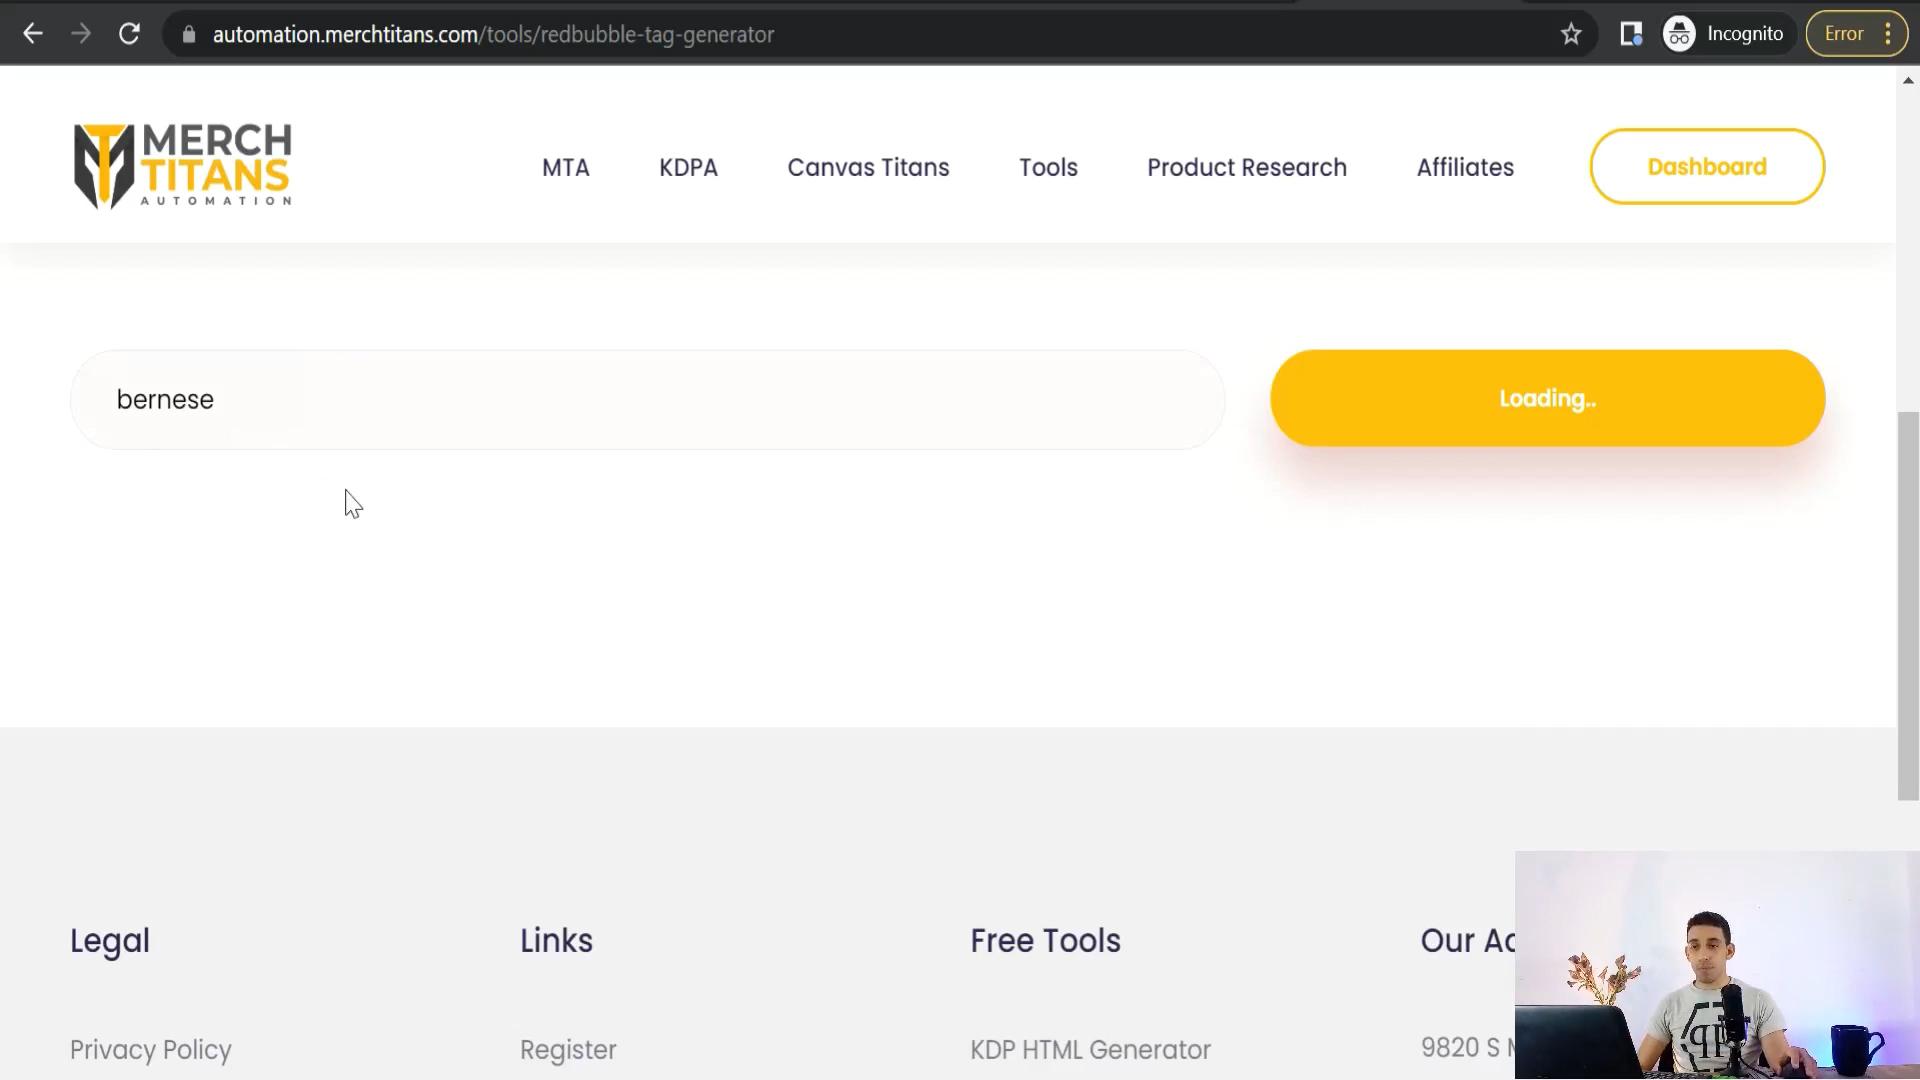 automation.merchtitans.com/tools/redbubble-tag-generator
Incognito
Error
MERCH
TITANS
AUTOMATION
MTA
KDPA
Canvas Titans
Tools
Product Research
Affiliates
Dashboard
bernese
Loading..
Legal
Links
Free Tools
Our Ac
Privacy Policy
Register
KDP HTML Generator
9820 S M